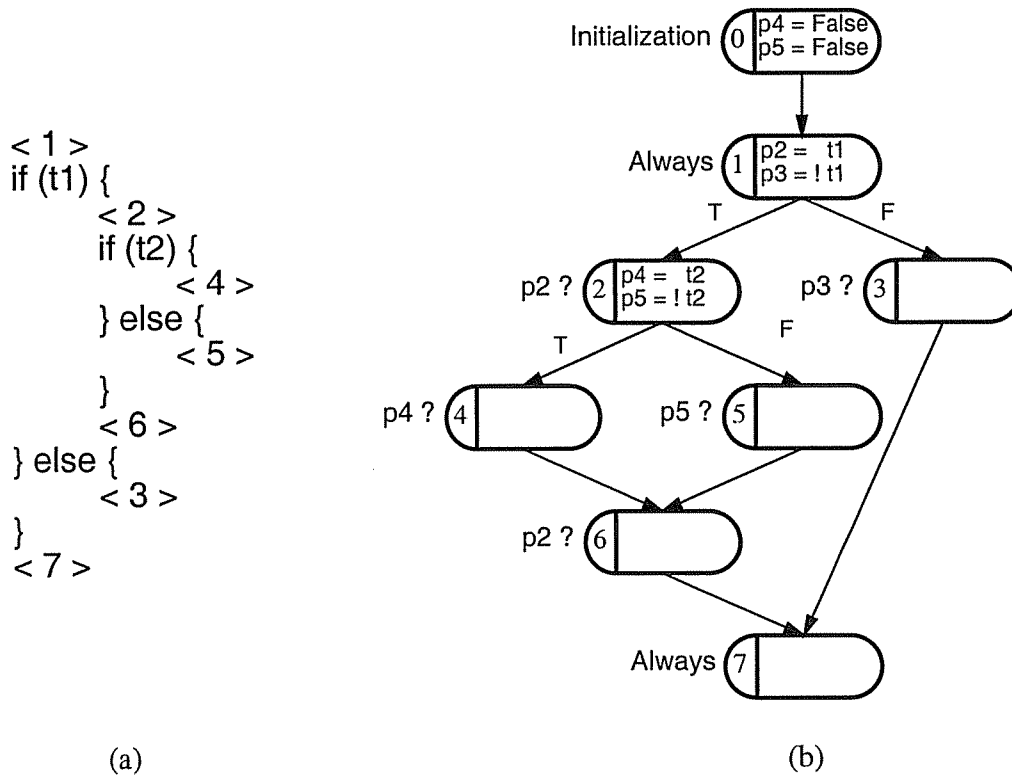 < 1 >
if (t1) {
< 2 >
if (t2) {
< 4 >
} else {
< 5 >
}
< 6 >
} else {
< 3 >
}
< 7 >
(a)
Initialization 0 p4 = False
p5 = False
Always 1 p2 = t1
p3 = ! t1
T F
p2 ? 2 p4 = t2
p5 = ! t2
p3 ? 3
T F
p4 ? 4
p5 ? 5
p2 ? 6
Always 7
(b)